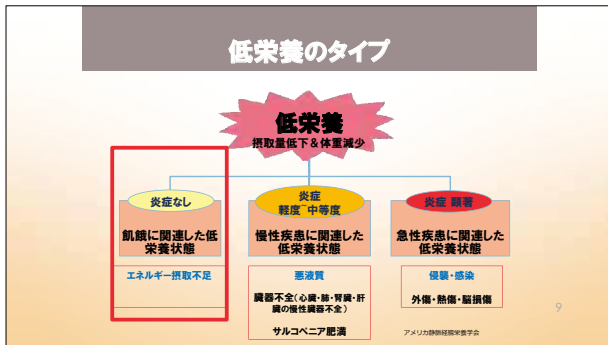 低栄養のタイプ
低栄養
摂取量低下&体重減少
炎症なし
飢餓に関連した低
栄養状態
エネルギー摂取不足
炎症
軽度~中等度
慢性疾患に関連した
低栄養状態
悪液質
臓器不全(心臓・肺・腎臓・肝
臓の慢性臓器不全)
サルコペニア肥満
炎症 顕著
急性疾患に関連した
低栄養状態
侵襲・感染
外傷・熱傷・脳損傷
アメリカ静脈経腸栄養学会
9